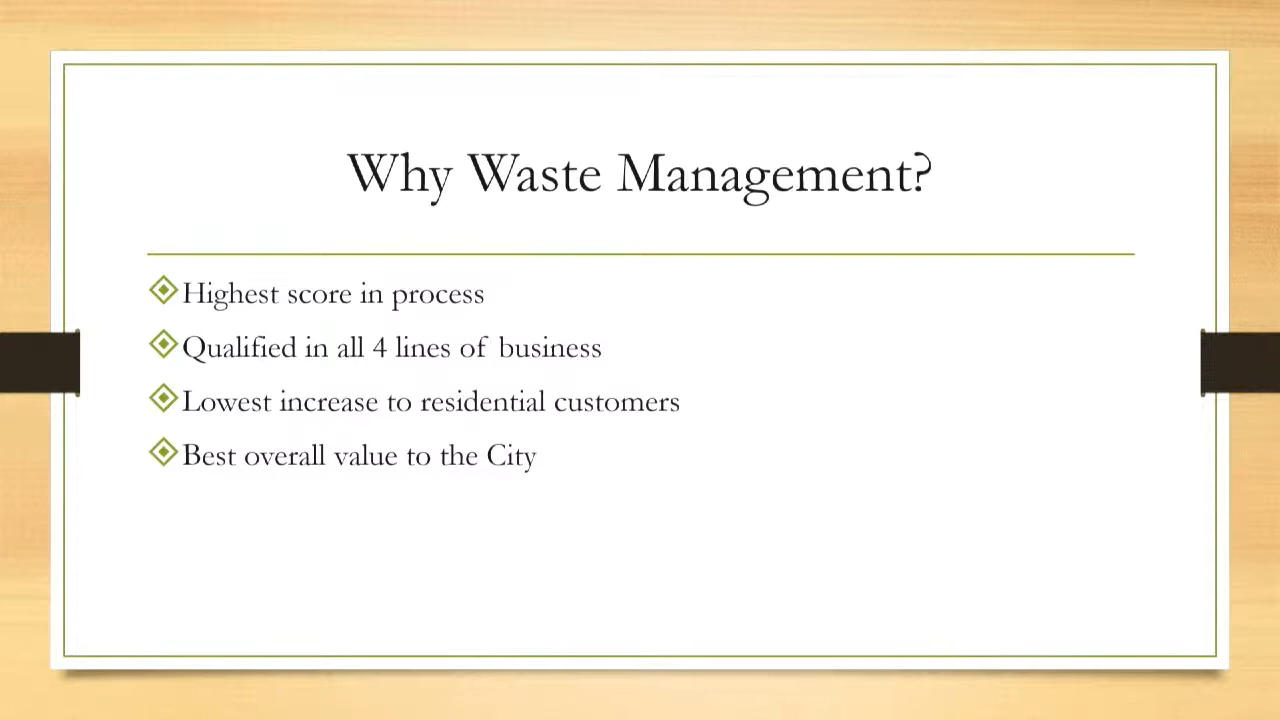 Why Waste Management?
Highest score in process
Qualified in all 4 lines of business
Lowest increase to residential customers
Best overall value to the City